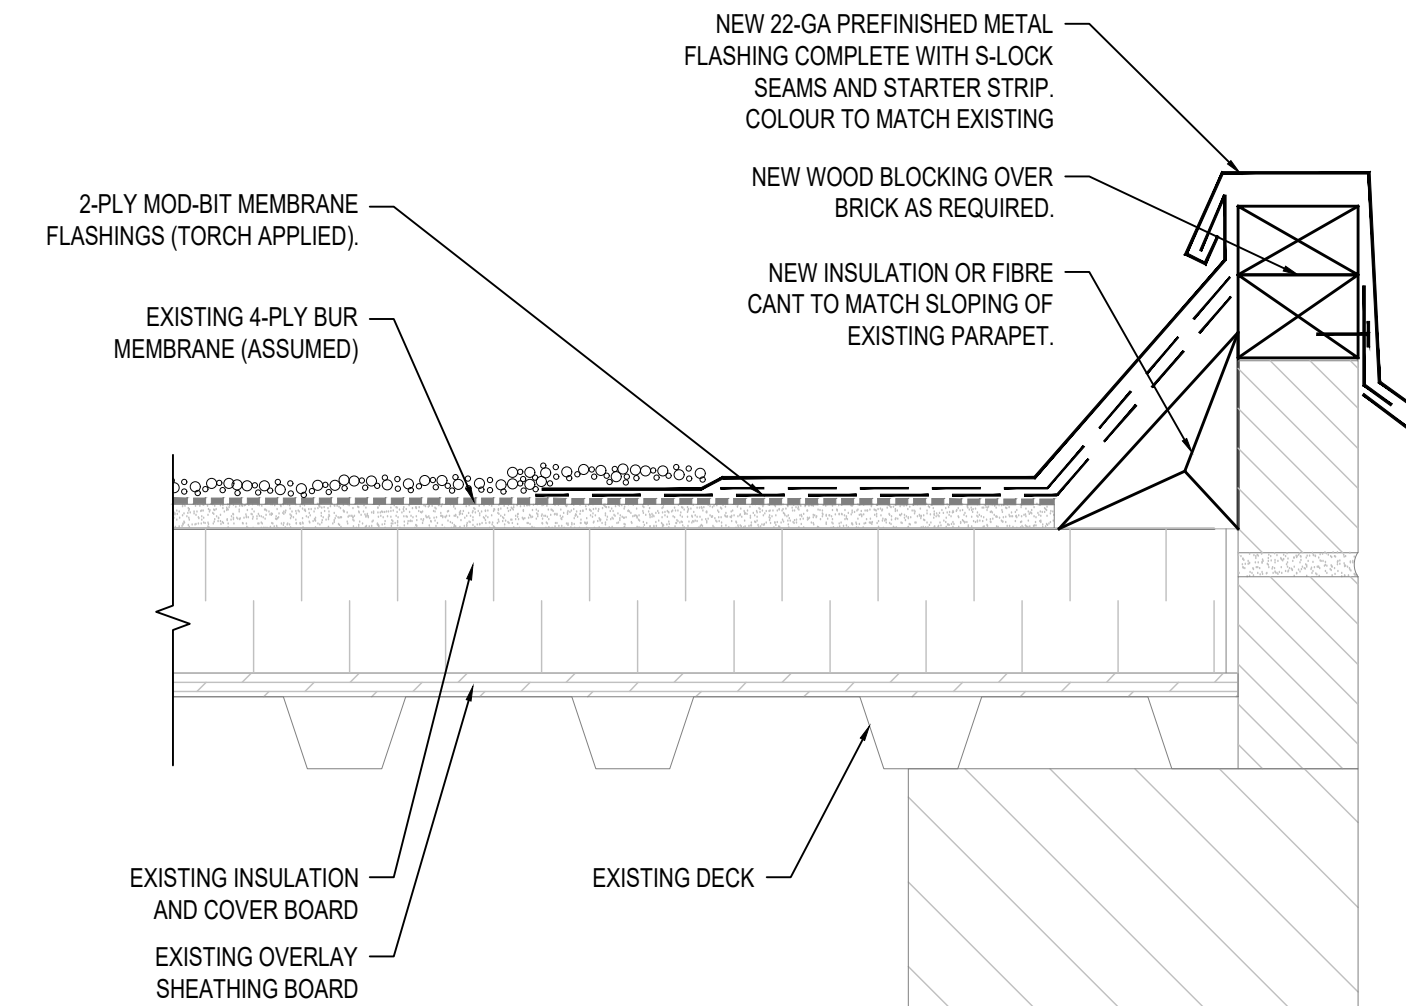 NEW 22-GA PREFINISHED METAL
FLASHING COMPLETE WITH S-LOCK
SEAMS AND STARTER STRIP.
COLOUR TO MATCH EXISTING
NEW WOOD BLOCKING OVER
BRICK AS REQUIRED.
2-PLY MOD-BIT MEMBRANE
FLASHINGS (TORCH APPLIED).
NEW INSULATION OR FIBRE
CANT TO MATCH SLOPING OF
EXISTING PARAPET.
EXISTING 4-PLY BUR
MEMBRANE (ASSUMED)
EXISTING INSULATION
AND COVER BOARD
EXISTING DECK
EXISTING OVERLAY
SHEATHING BOARD